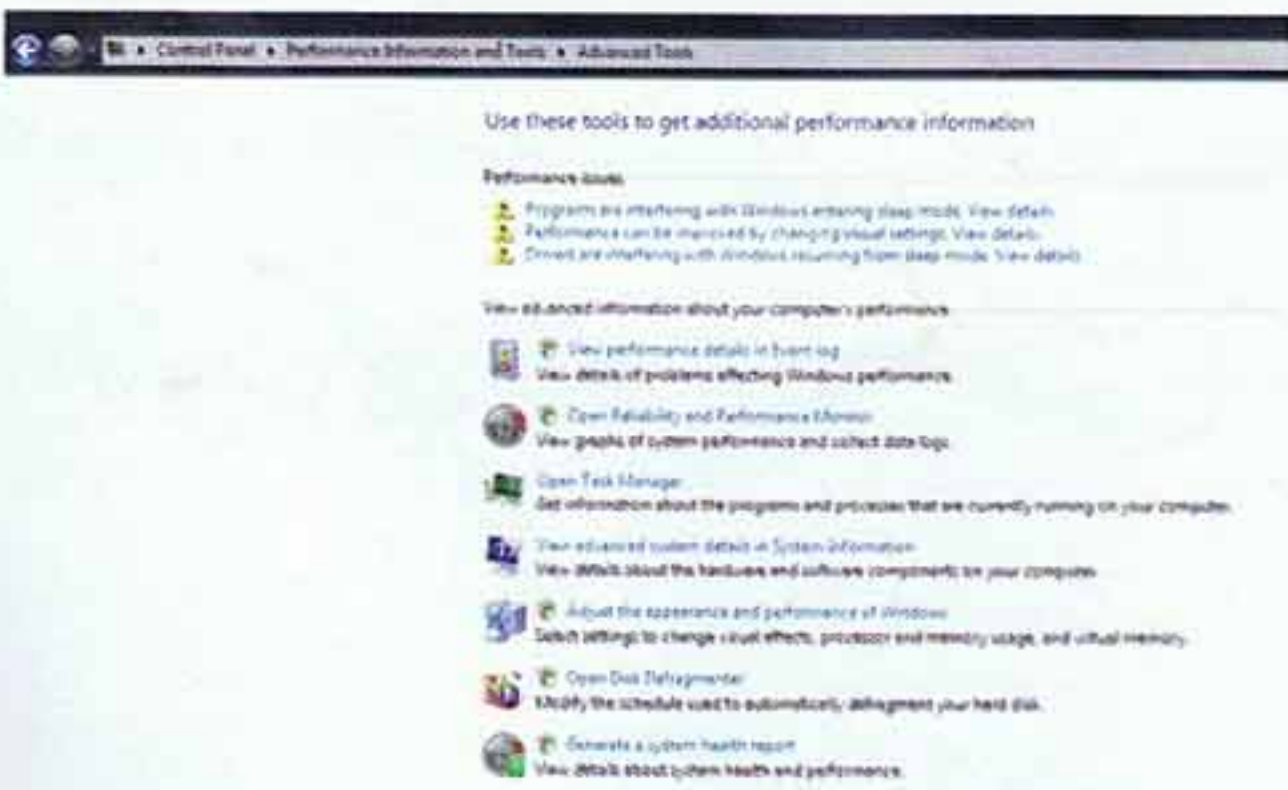 Control Panel ▸ Performance Information and Tools ▸ Advanced Tools
Use these tools to get additional performance information
Performance issues
Programs are interfering with Windows entering sleep mode. View details
Performance can be improved by changing visual settings. View details
Drivers are interfering with Windows resuming from sleep mode. View details
View advanced information about your computer's performance
View performance details in Event log
View details of problems affecting Windows performance.
Open Reliability and Performance Monitor
View graphs of system performance and collect data logs.
Open Task Manager
Get information about the programs and processes that are currently running on your computer.
View advanced system details in System Information
View details about the hardware and software components on your computer.
Adjust the appearance and performance of Windows
Select settings to change visual effects, processor and memory usage, and virtual memory.
Open Disk Defragmenter
Modify the schedule used to automatically defragment your hard disk.
Generate a system health report
View details about system health and performance.